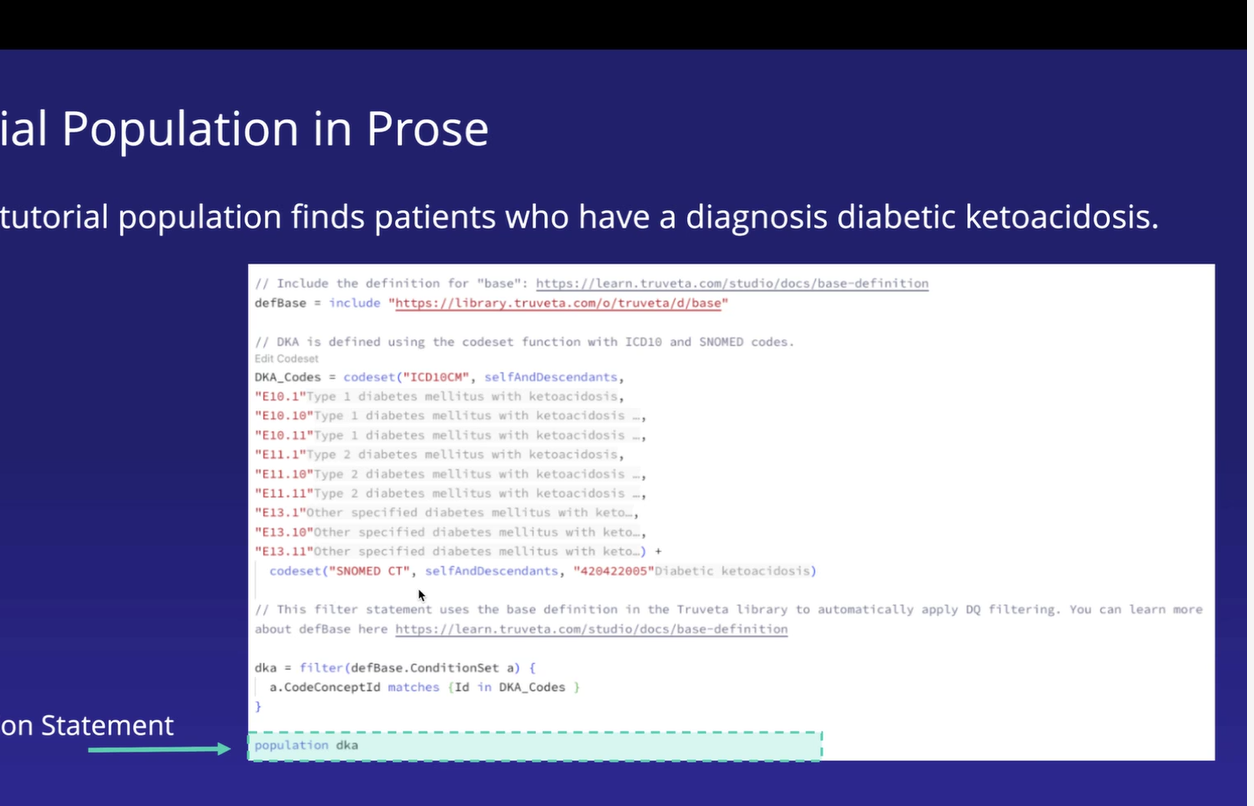 ial Population in Prose
tutorial population finds patients who have a diagnosis diabetic ketoacidosis.
// Include the definition for "base": https://learn.truveta.com/studio/docs/base-definition
defBase = include "https://library.truveta.com/o/truveta/d/base"
// DKA is defined using the codeset function with ICD10 and SNOMED codes.
Edit Codeset
DKA_Codes = codeset("ICD10CM", selfAndDescendants,
"E10.1"Type 1 diabetes mellitus with ketoacidosis,
"E10.10"Type 1 diabetes mellitus with ketoacidosis …,
"E10.11"Type 1 diabetes mellitus with ketoacidosis …,
"E11.1"Type 2 diabetes mellitus with ketoacidosis,
"E11.10"Type 2 diabetes mellitus with ketoacidosis …,
"E11.11"Type 2 diabetes mellitus with ketoacidosis …,
"E13.1"Other specified diabetes mellitus with keto…,
"E13.10"Other specified diabetes mellitus with keto…,
"E13.11"Other specified diabetes mellitus with keto…) +
codeset("SNOMED CT", selfAndDescendants, "420422005"Diabetic ketoacidosis)
// This filter statement uses the base definition in the Truveta library to automatically apply DQ filtering. You can learn more
about defBase here https://learn.truveta.com/studio/docs/base-definition
dka = filter(defBase.ConditionSet a) {
a.CodeConceptId matches {Id in DKA_Codes }
}
on Statement
population dka